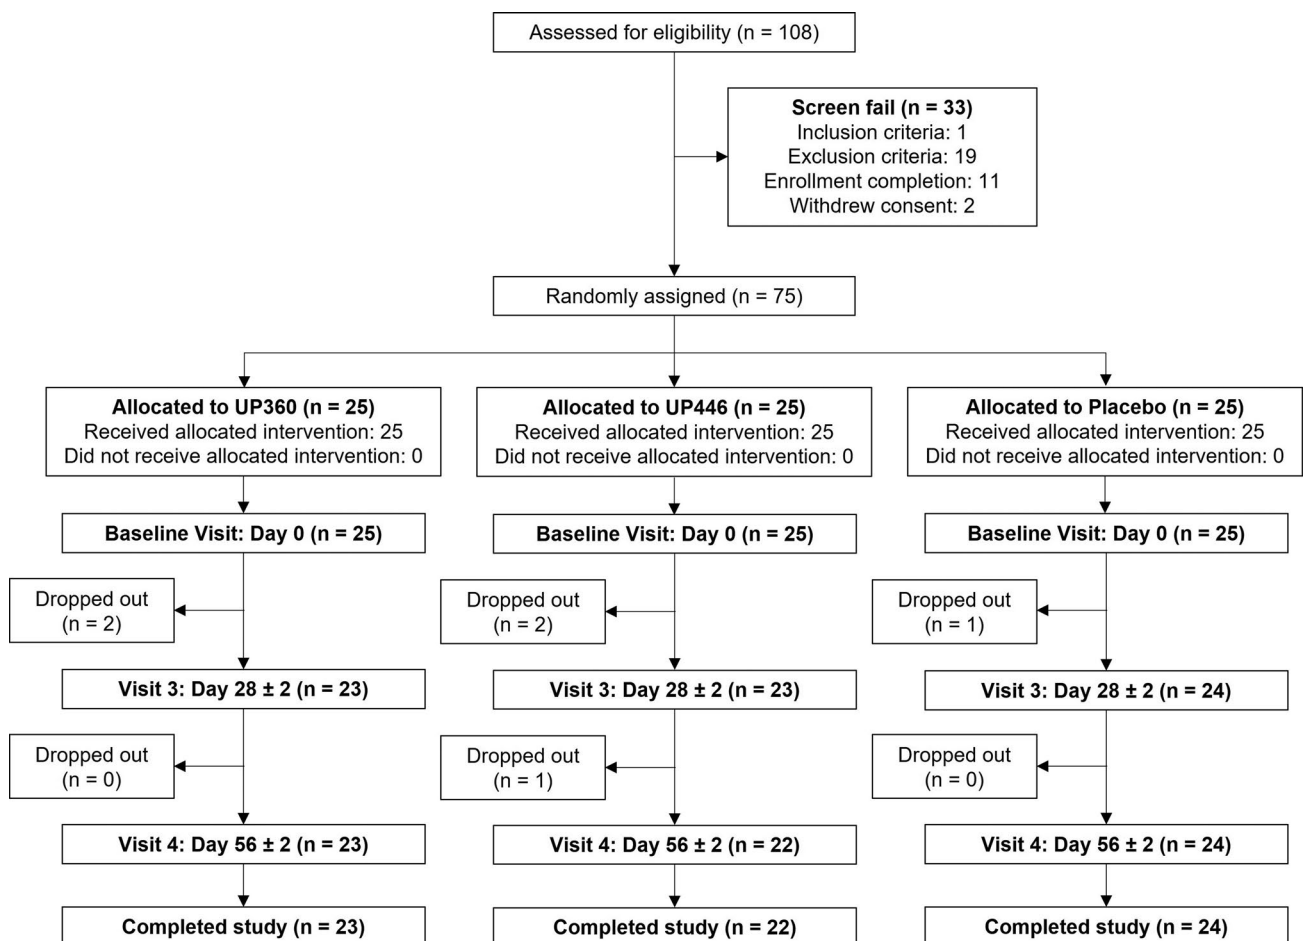 Assessed for eligibility (n = 108)
Screen fail (n = 33)
Inclusion criteria: 1
Exclusion criteria: 19
Enrollment completion: 11
Withdrew consent: 2
Randomly assigned (n = 75)
Allocated to UP360 (n = 25)
Received allocated intervention: 25
Did not receive allocated intervention: 0
Allocated to UP446 (n = 25)
Received allocated intervention: 25
Did not receive allocated intervention: 0
Allocated to Placebo (n = 25)
Received allocated intervention: 25
Did not receive allocated intervention: 0
Baseline Visit: Day 0 (n = 25)
Baseline Visit: Day 0 (n = 25)
Baseline Visit: Day 0 (n = 25)
Dropped out
(n = 2)
Dropped out
(n = 2)
Dropped out
(n = 1)
Visit 3: Day 28 ± 2 (n = 23)
Visit 3: Day 28 ± 2 (n = 23)
Visit 3: Day 28 ± 2 (n = 24)
Dropped out
(n = 0)
Dropped out
(n = 1)
Dropped out
(n = 0)
Visit 4: Day 56 ± 2 (n = 23)
Visit 4: Day 56 ± 2 (n = 22)
Visit 4: Day 56 ± 2 (n = 24)
Completed study (n = 23)
Completed study (n = 22)
Completed study (n = 24)